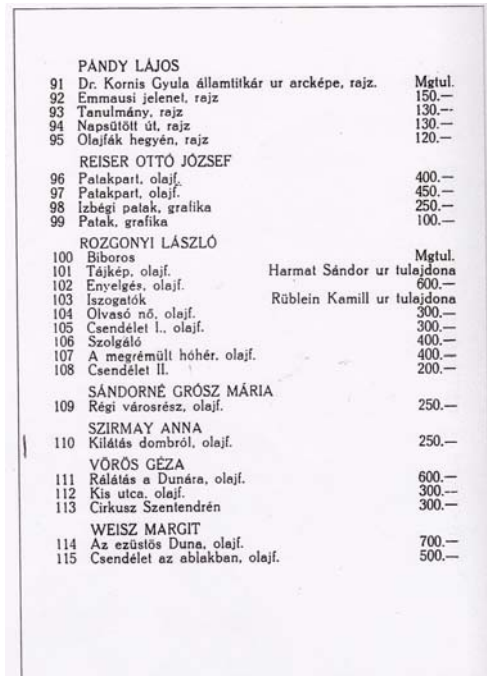 PÁNDY LAJOS
91 Dr. Kornis Gyula államtitkár ur arcképe, rajz. Mgtul.
92 Emmausi jelenet, rajz 150.—
93 Tanulmány, rajz 130.—
94 Napsütött út, rajz 130.—
95 Olajfák hegyén, rajz 120.—
REISER OTTÓ JÓZSEF
96 Patakpart, olajf. 400.—
97 Patakpart, olajf. 450.—
98 Izbégi patak, grafika 250.—
99 Patak, grafika 100.—
ROZGONYI LÁSZLÓ
100 Biboros Mgtul.
101 Tájkép, olajf. Harmat Sándor ur tulajdona
102 Enyelgés, olajf. 600.—
103 Iszogatók Rüblein Kamill ur tulajdona
104 Olvasó nő, olajf. 300.—
105 Csendélet I., olajf. 300.—
106 Szolgáló 400.—
107 A megrémült hóhér, olajf. 400.—
108 Csendélet II. 200.—
SÁNDORNÉ GRÓSZ MÁRIA
109 Régi városrész, olajf. 250.—
SZIRMAY ANNA
110 Kilátás dombról, olajf. 250.—
VÖRÖS GÉZA
111 Rálátás a Dunára, olajf. 600.—
112 Kis utca, olajf. 300.—
113 Cirkusz Szentendrén 300.—
WEISZ MARGIT
114 Az ezüstös Duna, olajf. 700.—
115 Csendélet az ablakban, olajf. 500.—